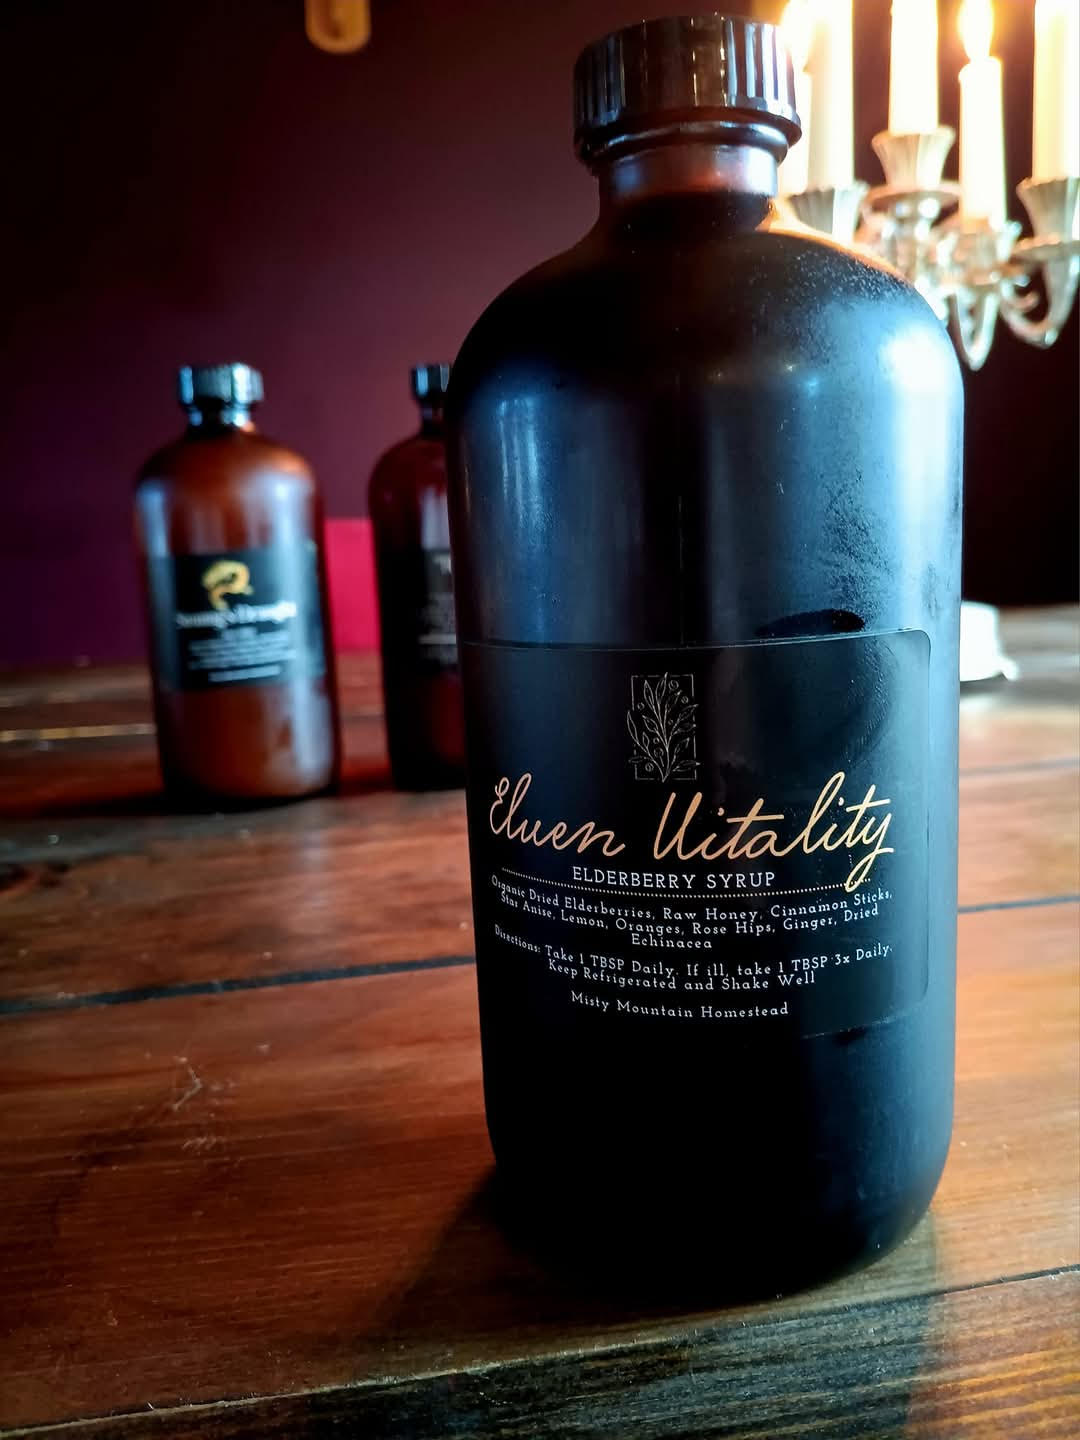 Elven Vitality
ELDERBERRY SYRUP
Organic Dried Elderberries, Raw Honey, Cinnamon Sticks,
Star Anise, Lemon, Oranges, Rose Hips, Ginger, Dried
Echinacea
Directions: Take 1 TBSP Daily. If ill, take 1 TBSP 3x Daily.
Keep Refrigerated and Shake Well
Misty Mountain Homestead